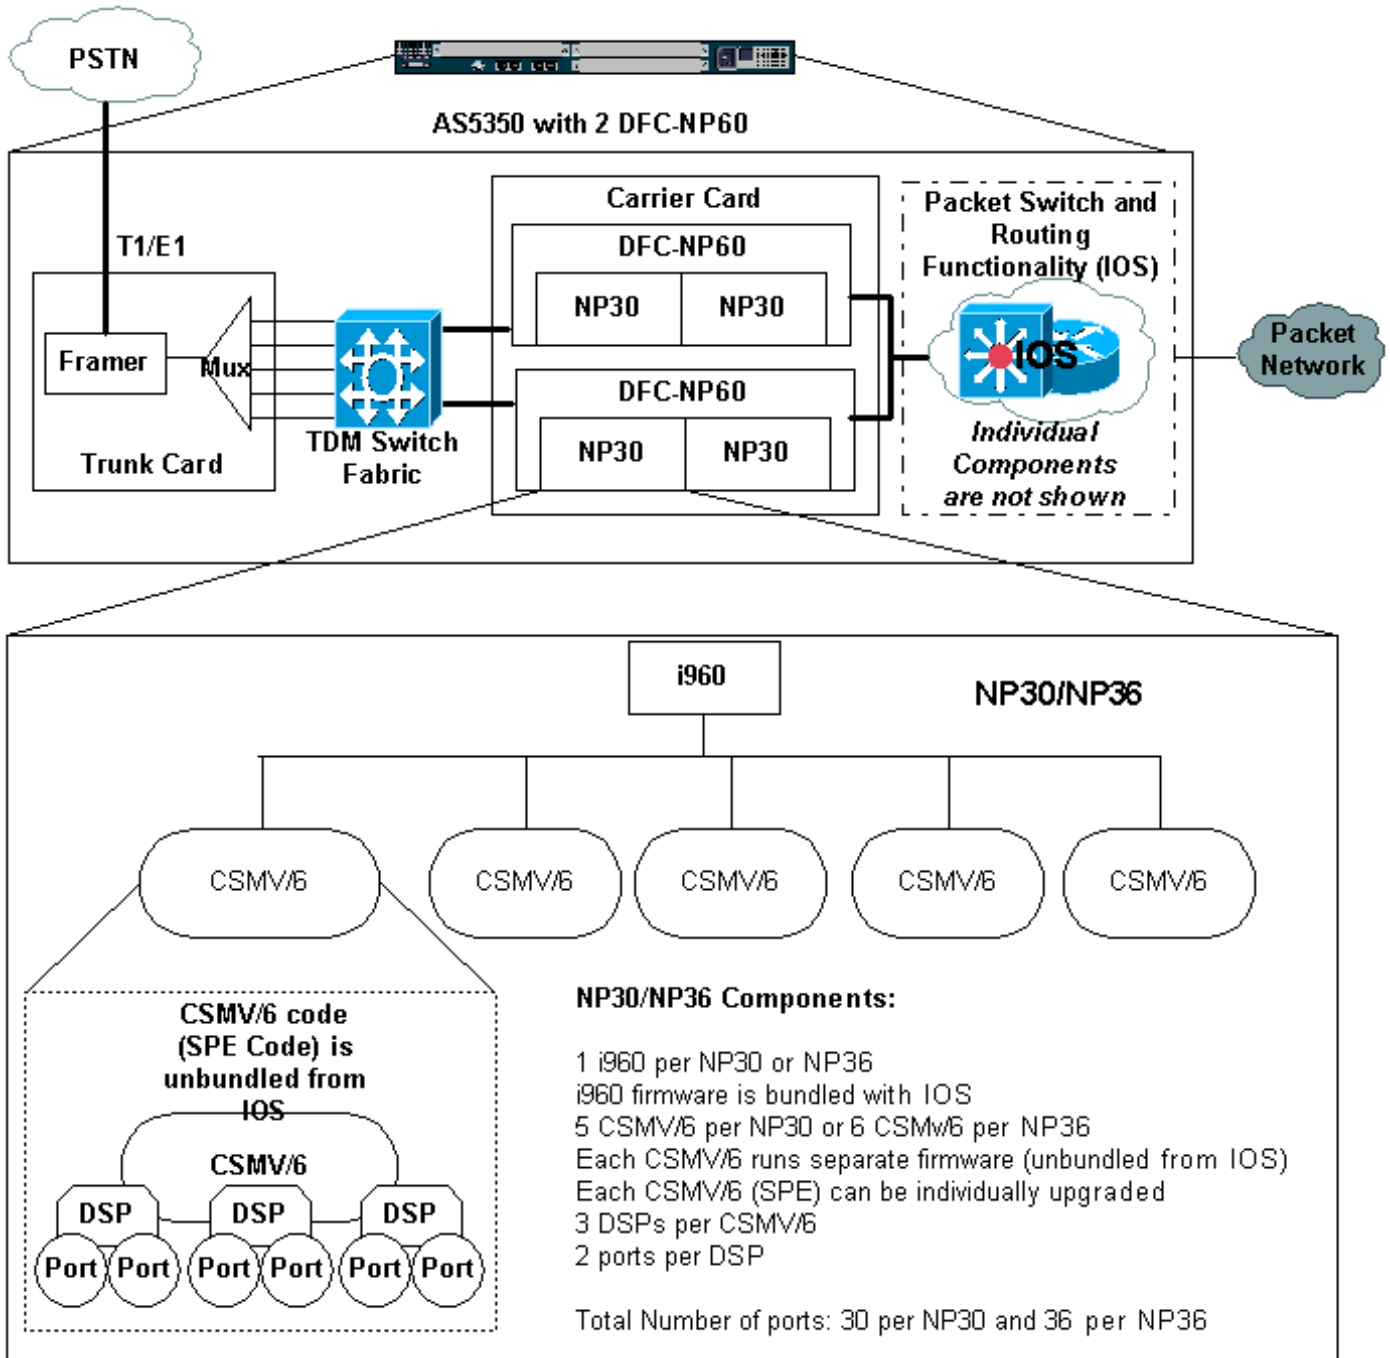 PSTN
AS5350 with 2 DFC-NP60
T1/E1
Framer
Mux
Trunk Card
TDM Switch
Fabric
Carrier Card
DFC-NP60
NP30
NP30
DFC-NP60
NP30
NP30
Packet Switch and
Routing
Functionality (IOS)
IOS
Individual
Components
are not shown
Packet
Network
i960
NP30/NP36
CSMV/6
CSMV/6
CSMV/6
CSMV/6
CSMV/6
CSMV/6 code
(SPE Code) is
unbundled from
IOS
CSMV/6
DSP
DSP
DSP
Port
Port
Port
Port
Port
Port
NP30/NP36 Components:
1 i960 per NP30 or NP36
i960 firmware is bundled with IOS
5 CSMV/6 per NP30 or 6 CSMv/6 per NP36
Each CSMV/6 runs separate firmware (unbundled from IOS)
Each CSMV/6 (SPE) can be individually upgraded
3 DSPs per CSMV/6
2 ports per DSP
Total Number of ports: 30 per NP30 and 36 per NP36